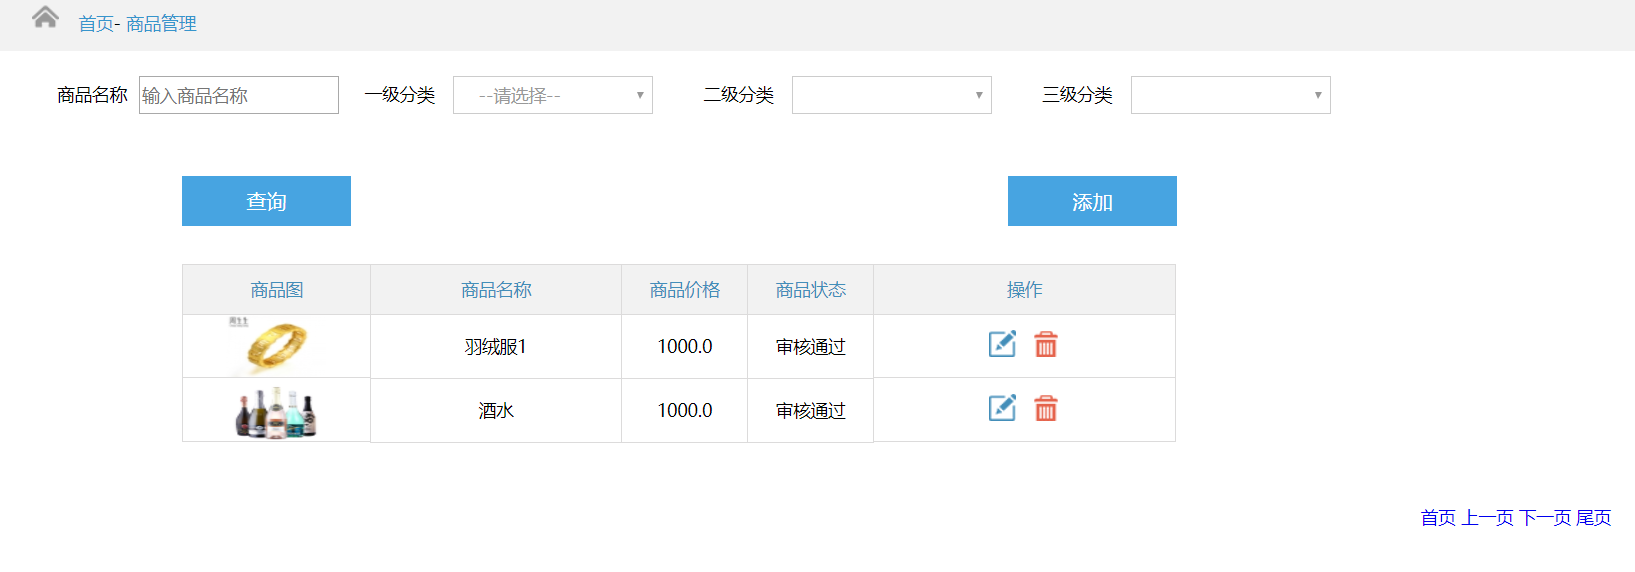 首页- 商品管理
商品名称 输入商品名称 一级分类 --请选择-- 二级分类 三级分类
查询 添加
商品图 商品名称 商品价格 商品状态 操作
羽绒服1 1000.0 审核通过
酒水 1000.0 审核通过
首页 上一页 下一页 尾页